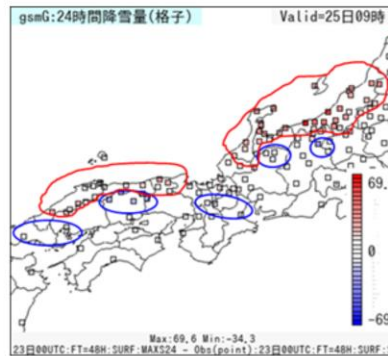 gsmG:24時間降雪量(格子) Valid=25日09時
69.
0
-69
Max:69,6 Min:-34,3
23日00UTC:FT=48H:SURF:MAXS24 - Obs(point):23日00UTC:FT=48H:SURF:MAXS24